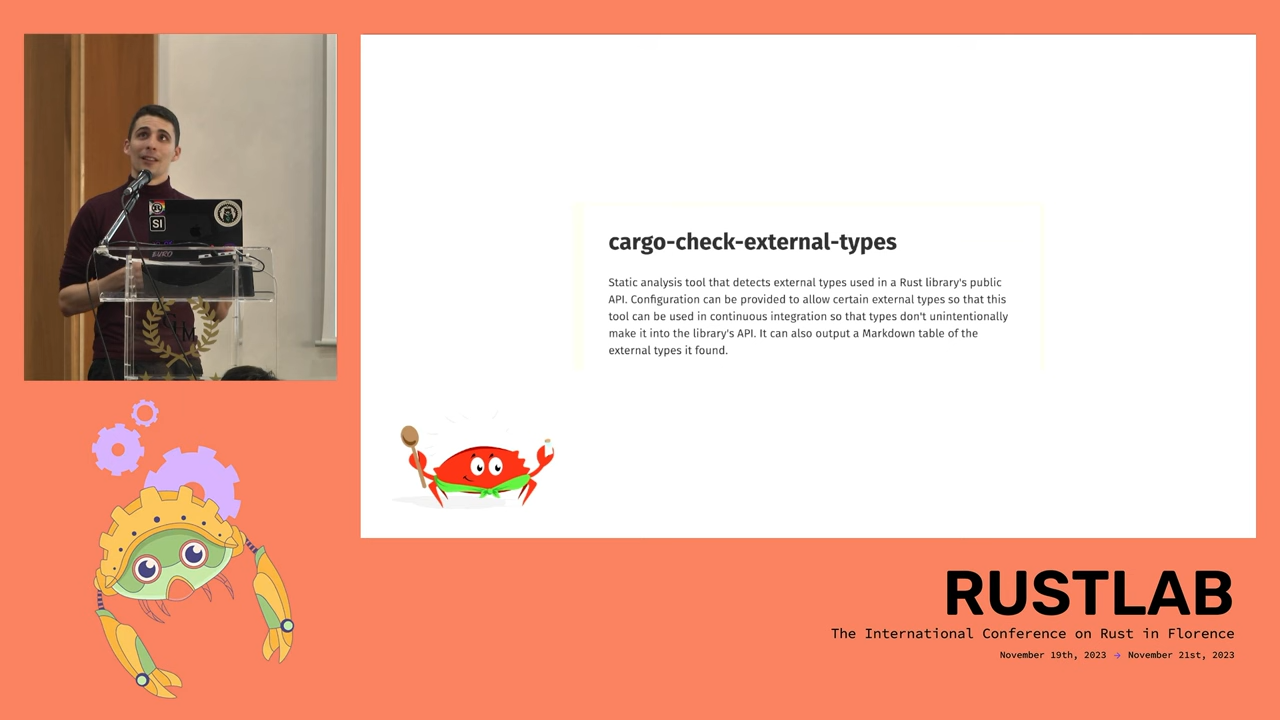 SI
cargo-check-external-types
Static analysis tool that detects external types used in a Rust library's public
API. Configuration can be provided to allow certain external types so that this
tool can be used in continuous integration so that types don't unintentionally
make it into the library's API. It can also output a Markdown table of the
external types it found.
RUSTLAB
The International Conference on Rust in Florence
November 19th, 2023 → November 21st, 2023